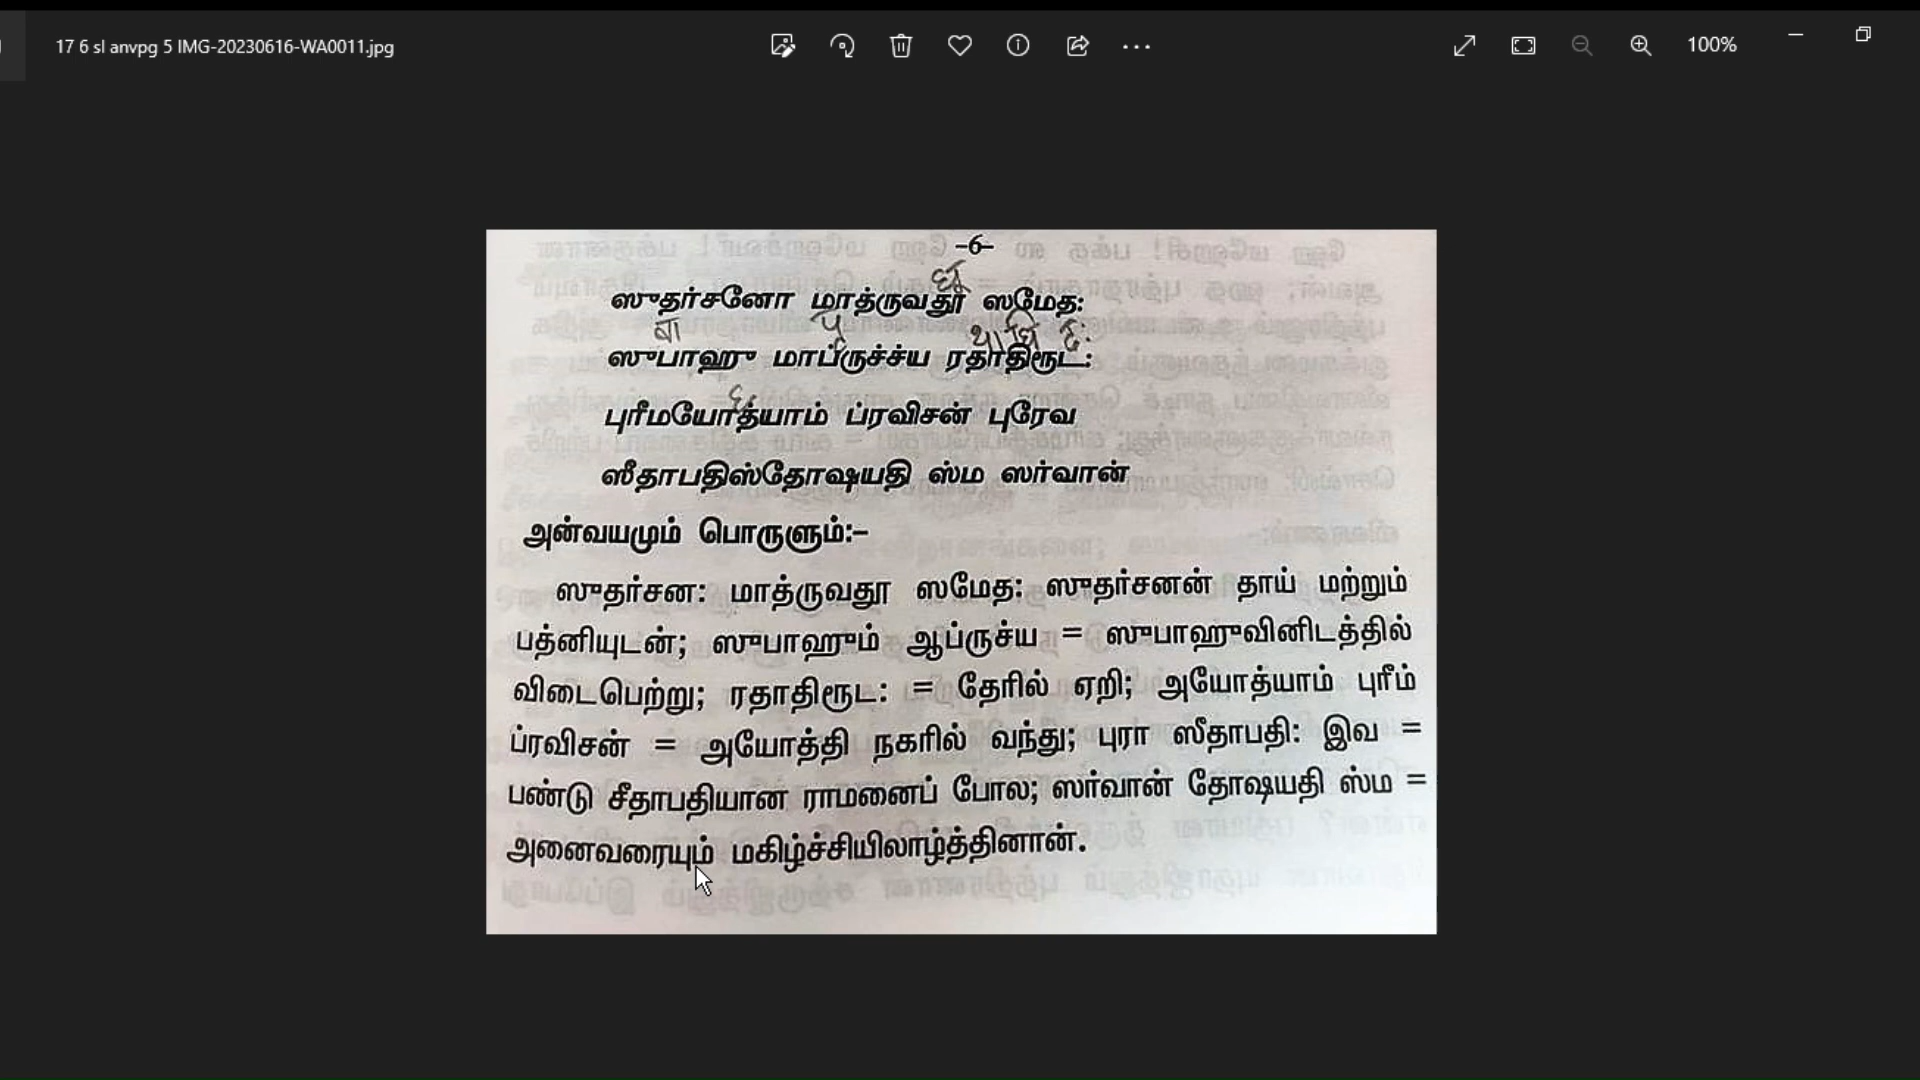 17 6 sl anvpg 5 IMG-20230616-WA0011.jpg
100%
-6-
ஸுதர்சனோ மாத்ருவதூ ஸமேத:
ஸுபாஹு மாப்ருச்ச்ய ரதாதிரூட:
புரீமயோத்யாம் ப்ரவிசன் புரேவ
ஸீதாபதிஸ்தோஷயதி ஸ்ம ஸர்வான்
அன்வயமும் பொருளும்:-
ஸுதர்சன: மாத்ருவதூ ஸமேத: ஸுதர்சனன் தாய் மற்றும்
பத்னியுடன்; ஸுபாஹும் ஆப்ருச்ய = ஸுபாஹுவினிடத்தில்
விடைபெற்று; ரதாதிரூட: = தேரில் ஏறி; அயோத்யாம் புரீம்
ப்ரவிசன் = அயோத்தி நகரில் வந்து; புரா ஸீதாபதி: இவ =
பண்டு சீதாபதியான ராமனைப் போல; ஸர்வான் தோஷயதி ஸ்ம =
அனைவரையும் மகிழ்ச்சியிலாழ்த்தினான்.